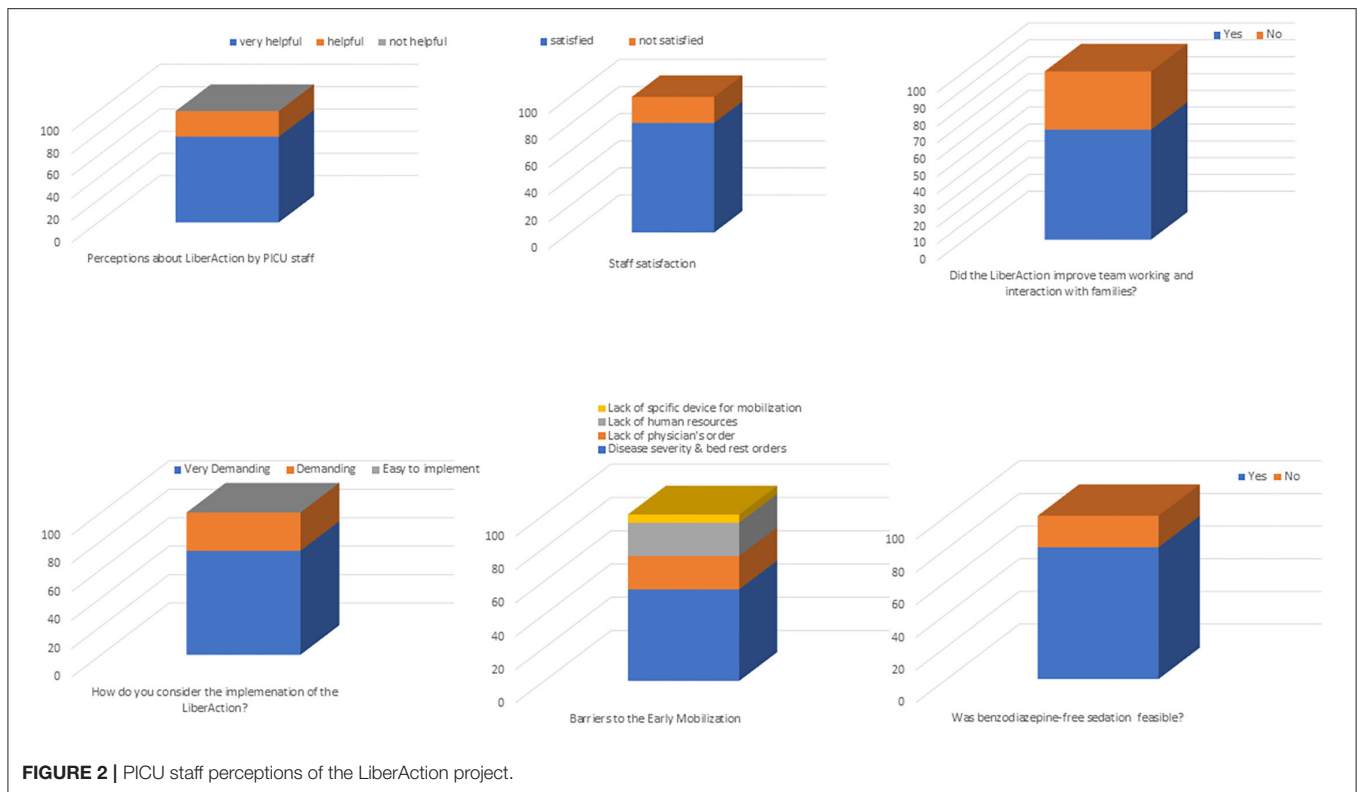 very helpful helpful not helpful
100
80
60
40
20
0
Perceptions about LiberAction by PICU staff
satisfied not satisfied
100
80
60
40
20
0
Staff satisfaction
Yes No
100
90
80
70
60
50
40
30
20
10
0
Did the LiberAction improve team working and
interaction with families?
Very Demanding Demanding Easy to implement
100
80
60
40
20
0
How do you consider the implemenation of the
LiberAction?
Lack of spcific device for mobilization
Lack of human resources
Lack of physician's order
Disease severity & bed rest orders
100
80
60
40
20
0
Barriers to the Early Mobilization
Yes No
100
80
60
40
20
0
Was benzodiazepine-free sedation feasible?
FIGURE 2 | PICU staff perceptions of the LiberAction project.